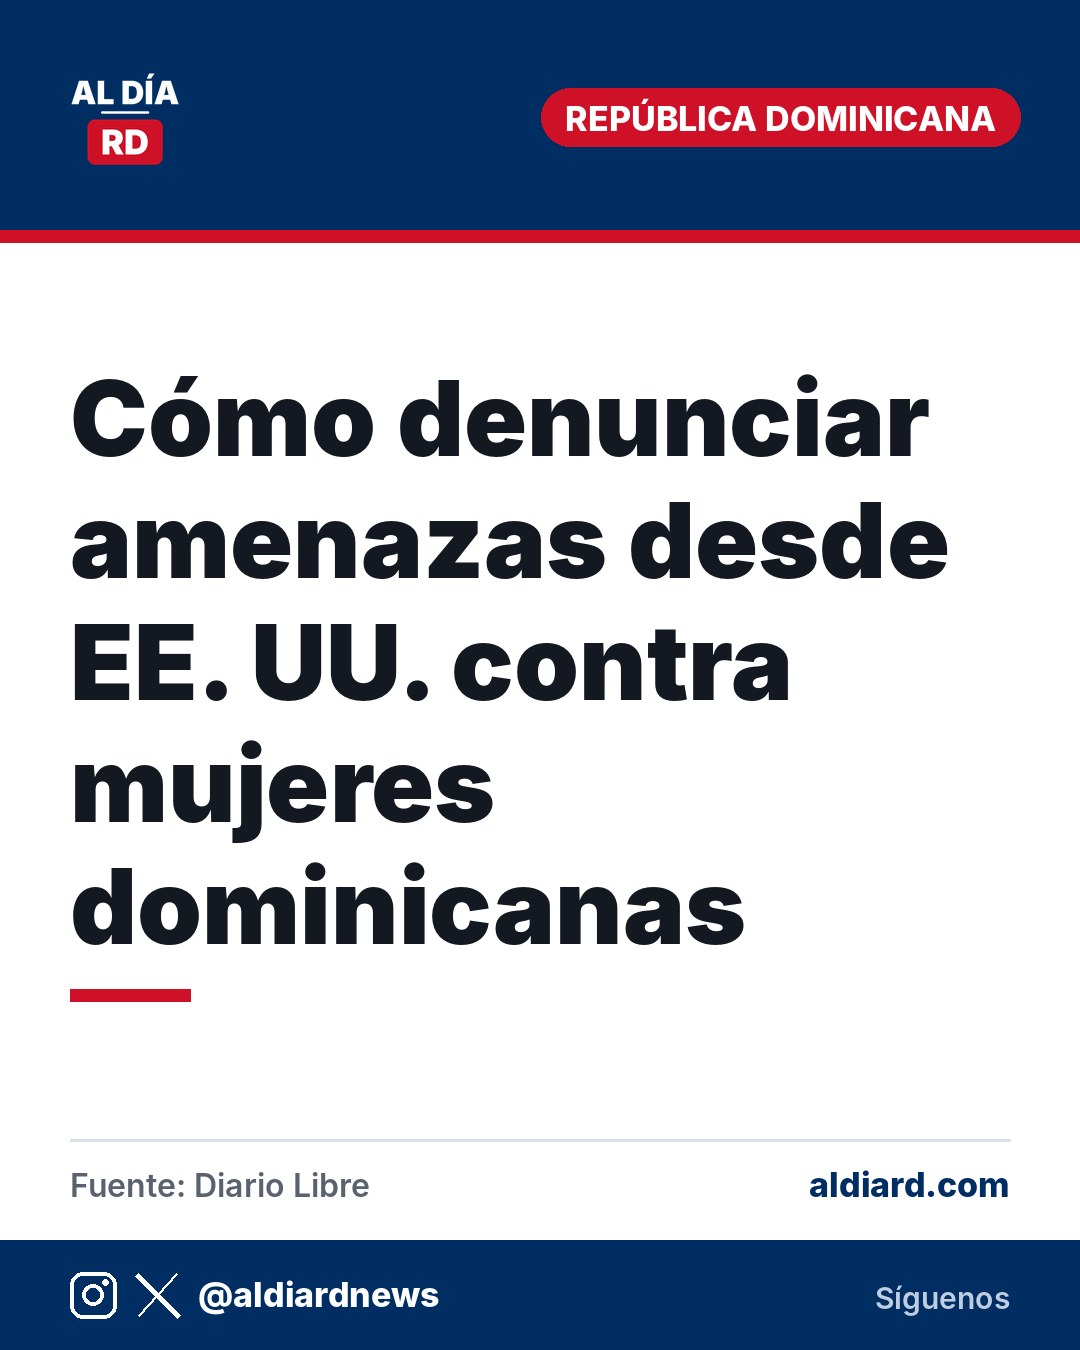 AL DÍA
RD
REPÚBLICA DOMINICANA
Cómo denunciar
amenazas desde
EE. UU. contra
mujeres
dominicanas
Fuente: Diario Libre
aldiard.com
@aldiardnews
Síguenos